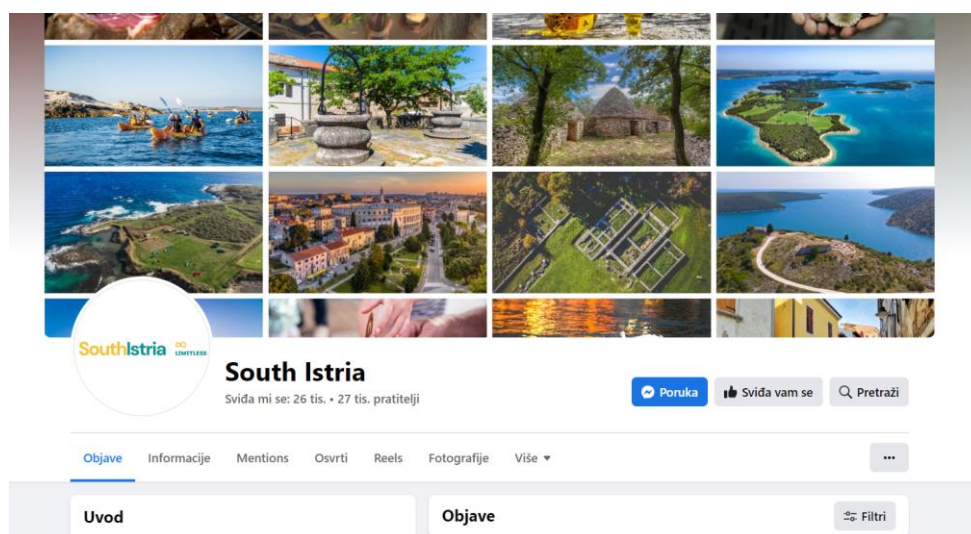 SouthIstria
LIMITLESS
South Istria
Sviđa mi se: 26 tis. • 27 tis. pratitelji
Poruka
Sviđa vam se
Pretraži
Objave
Informacije
Mentions
Osvrti
Reels
Fotografije
Više
Uvod
Objave
Filtri